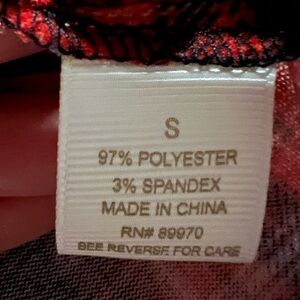 S
97% POLYESTER
3% SPANDEX
MADE IN CHINA
RN# 89970
SEE REVERSE FOR CARE